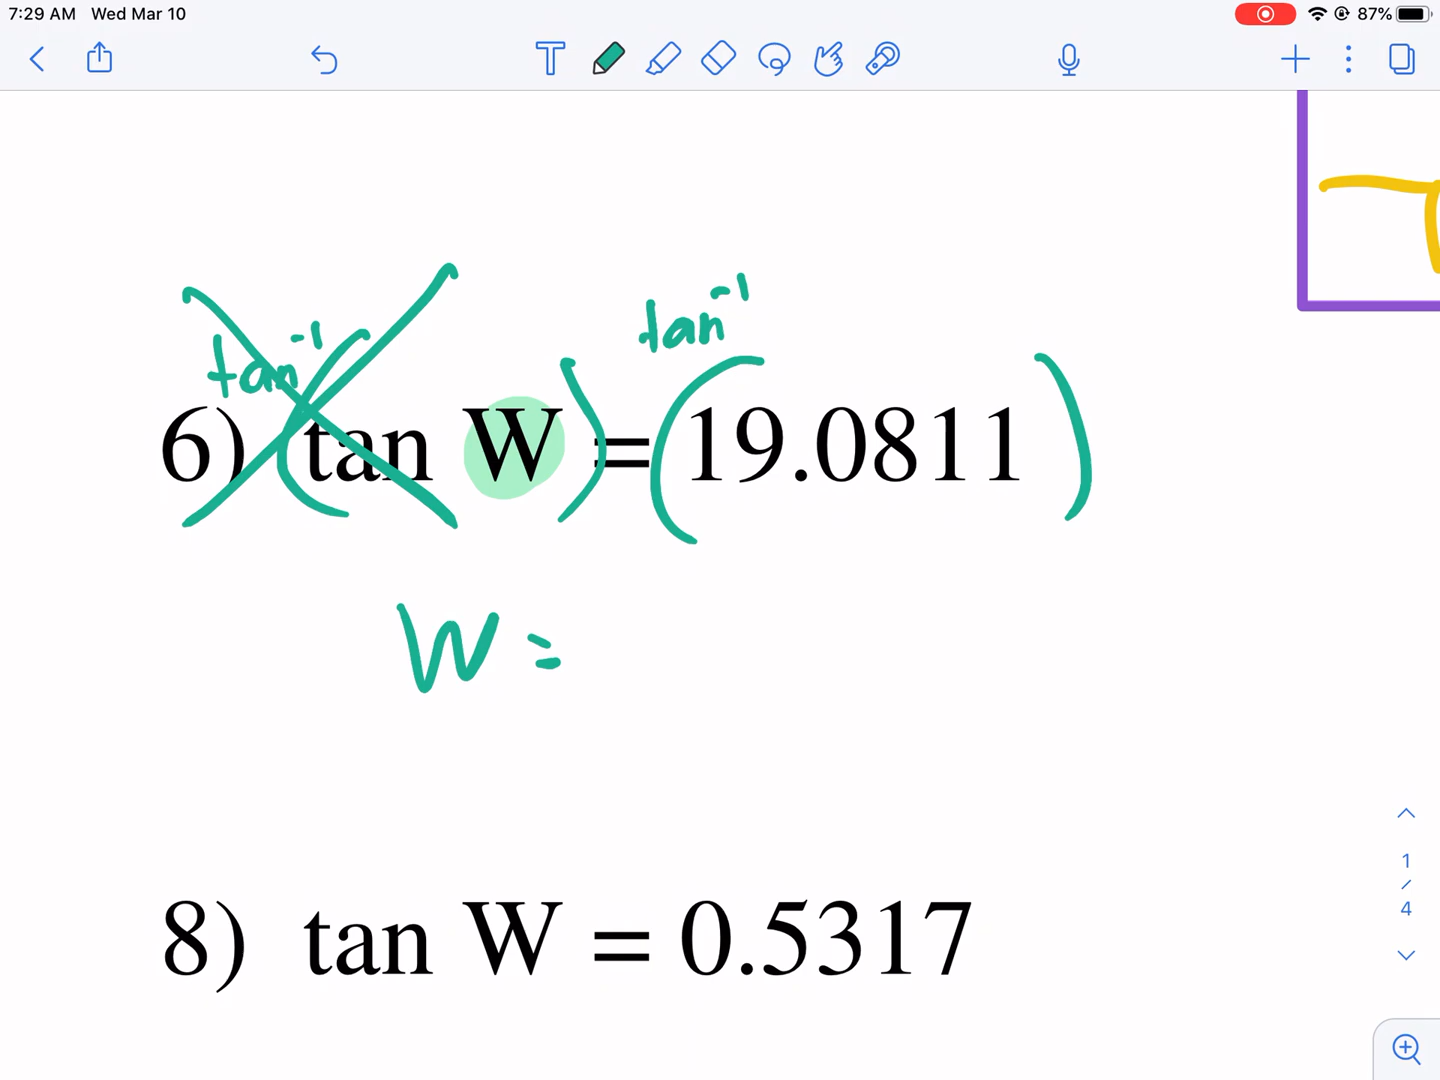 7:29 AM Wed Mar 10 87%
T
tan⁻¹ tan⁻¹
6) (tan W) = (19.0811)
W =
8) tan W = 0.5317
1
/
4